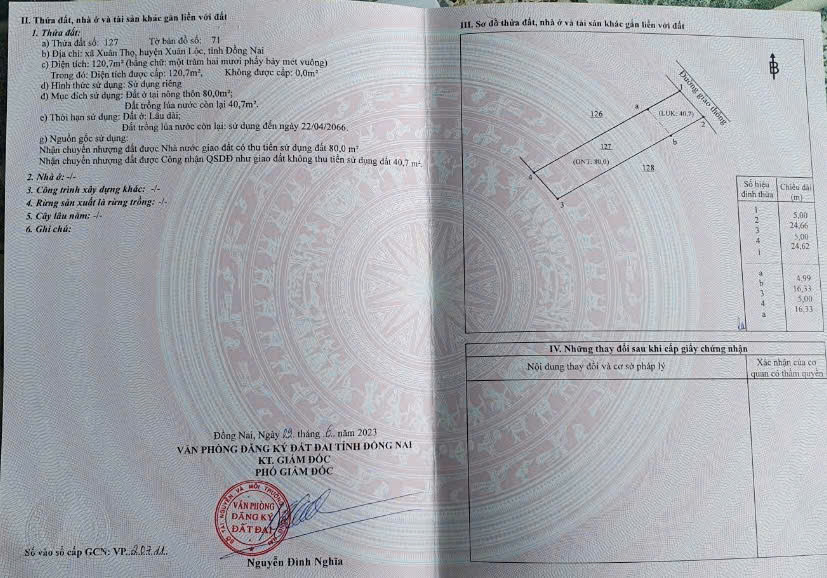 II. Thửa đất, nhà ở và tài sản khác gắn liền với đất
1. Thửa đất:
a) Thửa đất số: 127 Tờ bản đồ số: 71
b) Địa chỉ: xã Xuân Thọ, huyện Xuân Lộc, tỉnh Đồng Nai
c) Diện tích: 120,7m² (bằng chữ: một trăm hai mươi phẩy bảy mét vuông)
Trong đó: Diện tích được cấp: 120,7m², Không được cấp: 0,0m²
d) Hình thức sử dụng: Sử dụng riêng
đ) Mục đích sử dụng: Đất ở tại nông thôn 80,0m²;
Đất trồng lúa nước còn lại 40,7m².
e) Thời hạn sử dụng: Đất ở: Lâu dài;
Đất trồng lúa nước còn lại: sử dụng đến ngày 22/04/2066.
g) Nguồn gốc sử dụng:
Nhận chuyển nhượng đất được Nhà nước giao đất có thu tiền sử dụng đất 80,0 m²
Nhận chuyển nhượng đất được Công nhận QSDĐ như giao đất không thu tiền sử dụng đất 40,7 m².
2. Nhà ở: -/-
3. Công trình xây dựng khác: -/-
4. Rừng sản xuất là rừng trồng: -/-
5. Cây lâu năm: -/-
6. Ghi chú:
Đồng Nai, Ngày 29 tháng 6 năm 2023
VĂN PHÒNG ĐĂNG KÝ ĐẤT ĐAI TỈNH ĐỒNG NAI
KT. GIÁM ĐỐC
PHÓ GIÁM ĐỐC
VĂN PHÒNG
ĐĂNG KÝ
ĐẤT ĐAI
Nguyễn Đình Nghĩa
Số vào sổ cấp GCN: VP 20711
III. Sơ đồ thửa đất, nhà ở và tài sản khác gắn liền với đất
B
Đường giao thông
1
a
(LUK: 40,7)
2
126
b
127
(ONT: 80,0)
128
4
3
Số hiệu đỉnh thửa Chiều dài (m)
1
5,00
2
24,66
3
5,00
4
24,62
1
a
4,99
b
16,33
3
5,00
4
16,33
a
IV. Những thay đổi sau khi cấp giấy chứng nhận
Nội dung thay đổi và cơ sở pháp lý
Xác nhận của cơ
quan có thẩm quyền